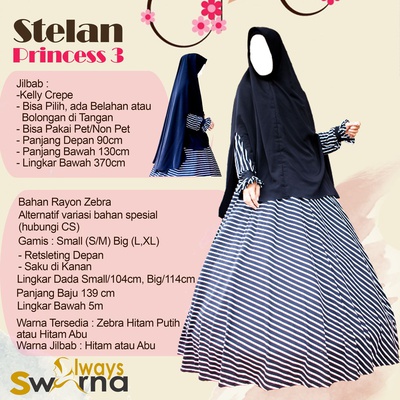 Stelan
Princess 3
Jilbab :
-Kelly Crepe
- Bisa Pilih, ada Belahan atau
Bolongan di Tangan
- Bisa Pakai Pet/Non Pet
- Panjang Depan 90cm
- Panjang Bawah 130cm
- Lingkar Bawah 370cm
Bahan Rayon Zebra
Alternatif variasi bahan spesial
(hubungi CS)
Gamis : Small (S/M) Big (L,XL)
- Retsleting Depan
- Saku di Kanan
Lingkar Dada Small/104cm, Big/114cm
Panjang Baju 139 cm
Lingkar Bawah 5m
Warna Tersedia : Zebra Hitam Putih
atau Hitam Abu
Warna Jilbab : Hitam atau Abu
Always
Swarna